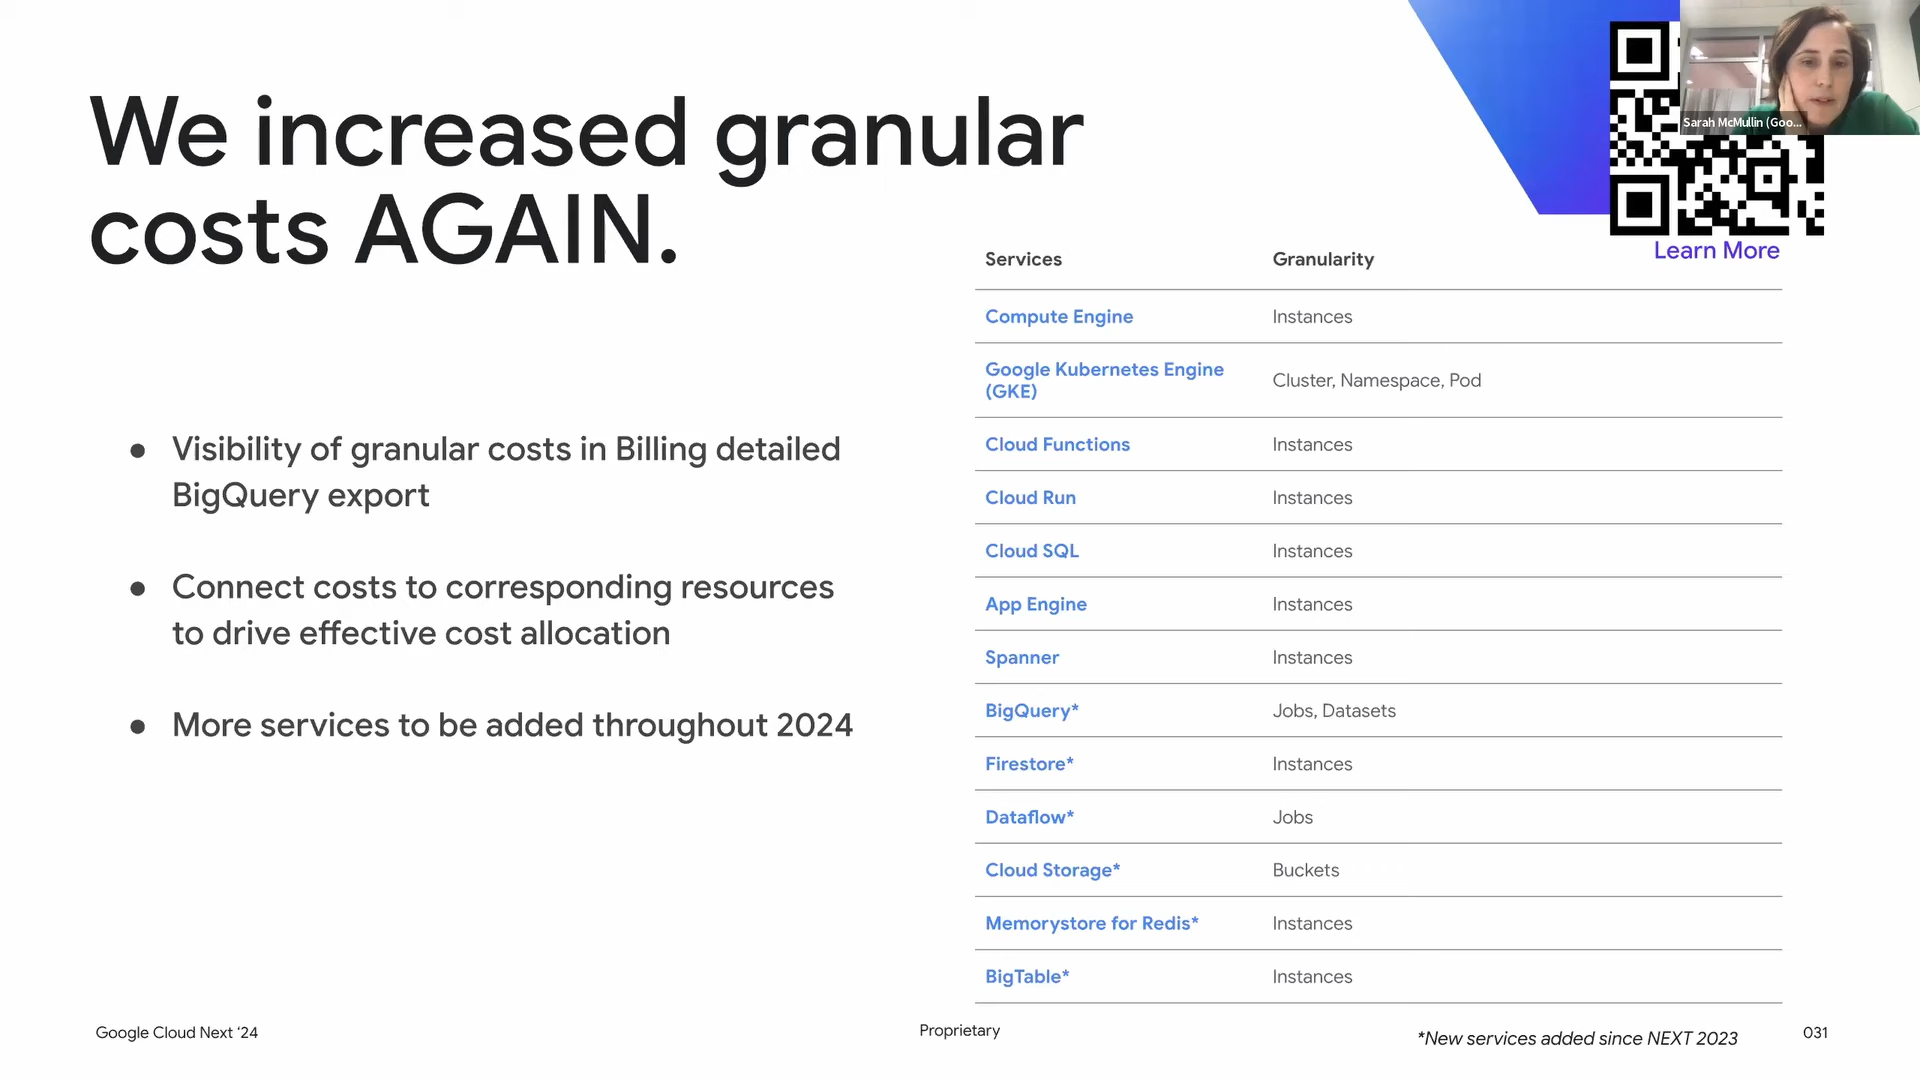 We increased granular
costs AGAIN.
Sarah McMullin (Goo...
Learn More
● Visibility of granular costs in Billing detailed
BigQuery export
● Connect costs to corresponding resources
to drive effective cost allocation
● More services to be added throughout 2024
Services Granularity
Compute Engine Instances
Google Kubernetes Engine
(GKE) Cluster, Namespace, Pod
Cloud Functions Instances
Cloud Run Instances
Cloud SQL Instances
App Engine Instances
Spanner Instances
BigQuery* Jobs, Datasets
Firestore* Instances
Dataflow* Jobs
Cloud Storage* Buckets
Memorystore for Redis* Instances
BigTable* Instances
Google Cloud Next ‘24
Proprietary
*New services added since NEXT 2023
031